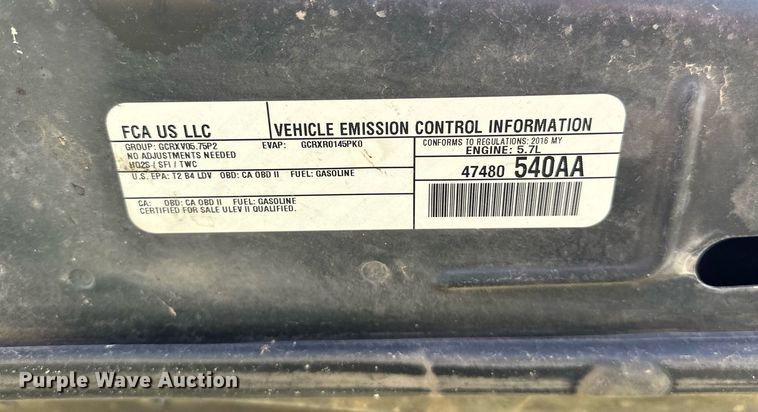 FCA US LLC
VEHICLE EMISSION CONTROL INFORMATION
GROUP: GCRXV05.75P2
EVAP: GCRXR0145PK0
NO ADJUSTMENTS NEEDED
HO2S / SFI / TWC
CONFORMS TO REGULATIONS: 2016 MY
ENGINE: 5.7L
U.S. EPA: T2 B4 LDV OBD: CA OBD II FUEL: GASOLINE
47480 540AA
CA: OBD: CA OBD II FUEL: GASOLINE
CERTIFIED FOR SALE ULEV II QUALIFIED.
Purple Wave Auction